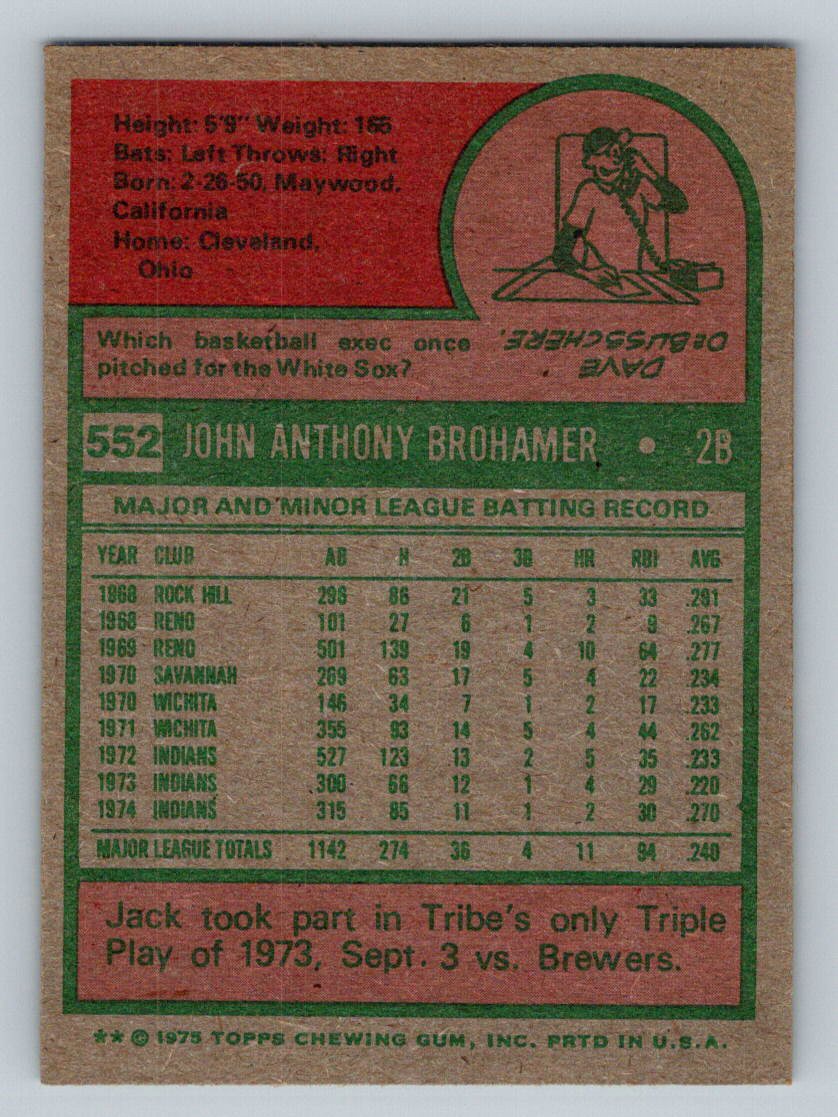 Height: 5'9" Weight: 165
Bats: Left Throws: Right
Born: 2-26-50, Maywood,
California
Home: Cleveland,
Ohio
Which basketball exec once
pitched for the White Sox?
DAVE
DeBUSSCHERE.
552 JOHN ANTHONY BROHAMER • 2B
MAJOR AND MINOR LEAGUE BATTING RECORD
YEAR CLUB AB H 2B 3B HR RBI AVG
1968 ROCK HILL 296 86 21 5 3 33 .291
1968 RENO 101 27 6 1 2 9 .267
1969 RENO 501 139 19 4 10 64 .277
1970 SAVANNAH 269 63 17 5 4 22 .234
1970 WICHITA 146 34 7 1 2 17 .233
1971 WICHITA 355 93 14 5 4 44 .262
1972 INDIANS 527 123 13 2 5 35 .233
1973 INDIANS 300 66 12 1 4 29 .220
1974 INDIANS 315 85 11 1 2 30 .270
MAJOR LEAGUE TOTALS 1142 274 36 4 11 94 .240
Jack took part in Tribe's only Triple
Play of 1973, Sept. 3 vs. Brewers.
** © 1975 TOPPS CHEWING GUM, INC. PRTD IN U.S.A.